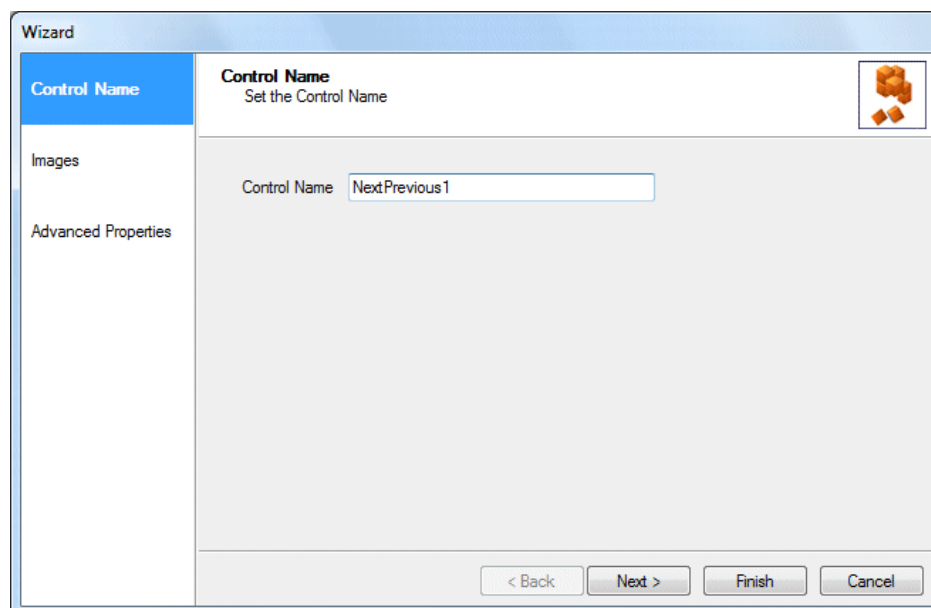 Wizard
Control Name
Images
Advanced Properties
Control Name
Set the Control Name
Control Name NextPrevious1
< Back Next > Finish Cancel